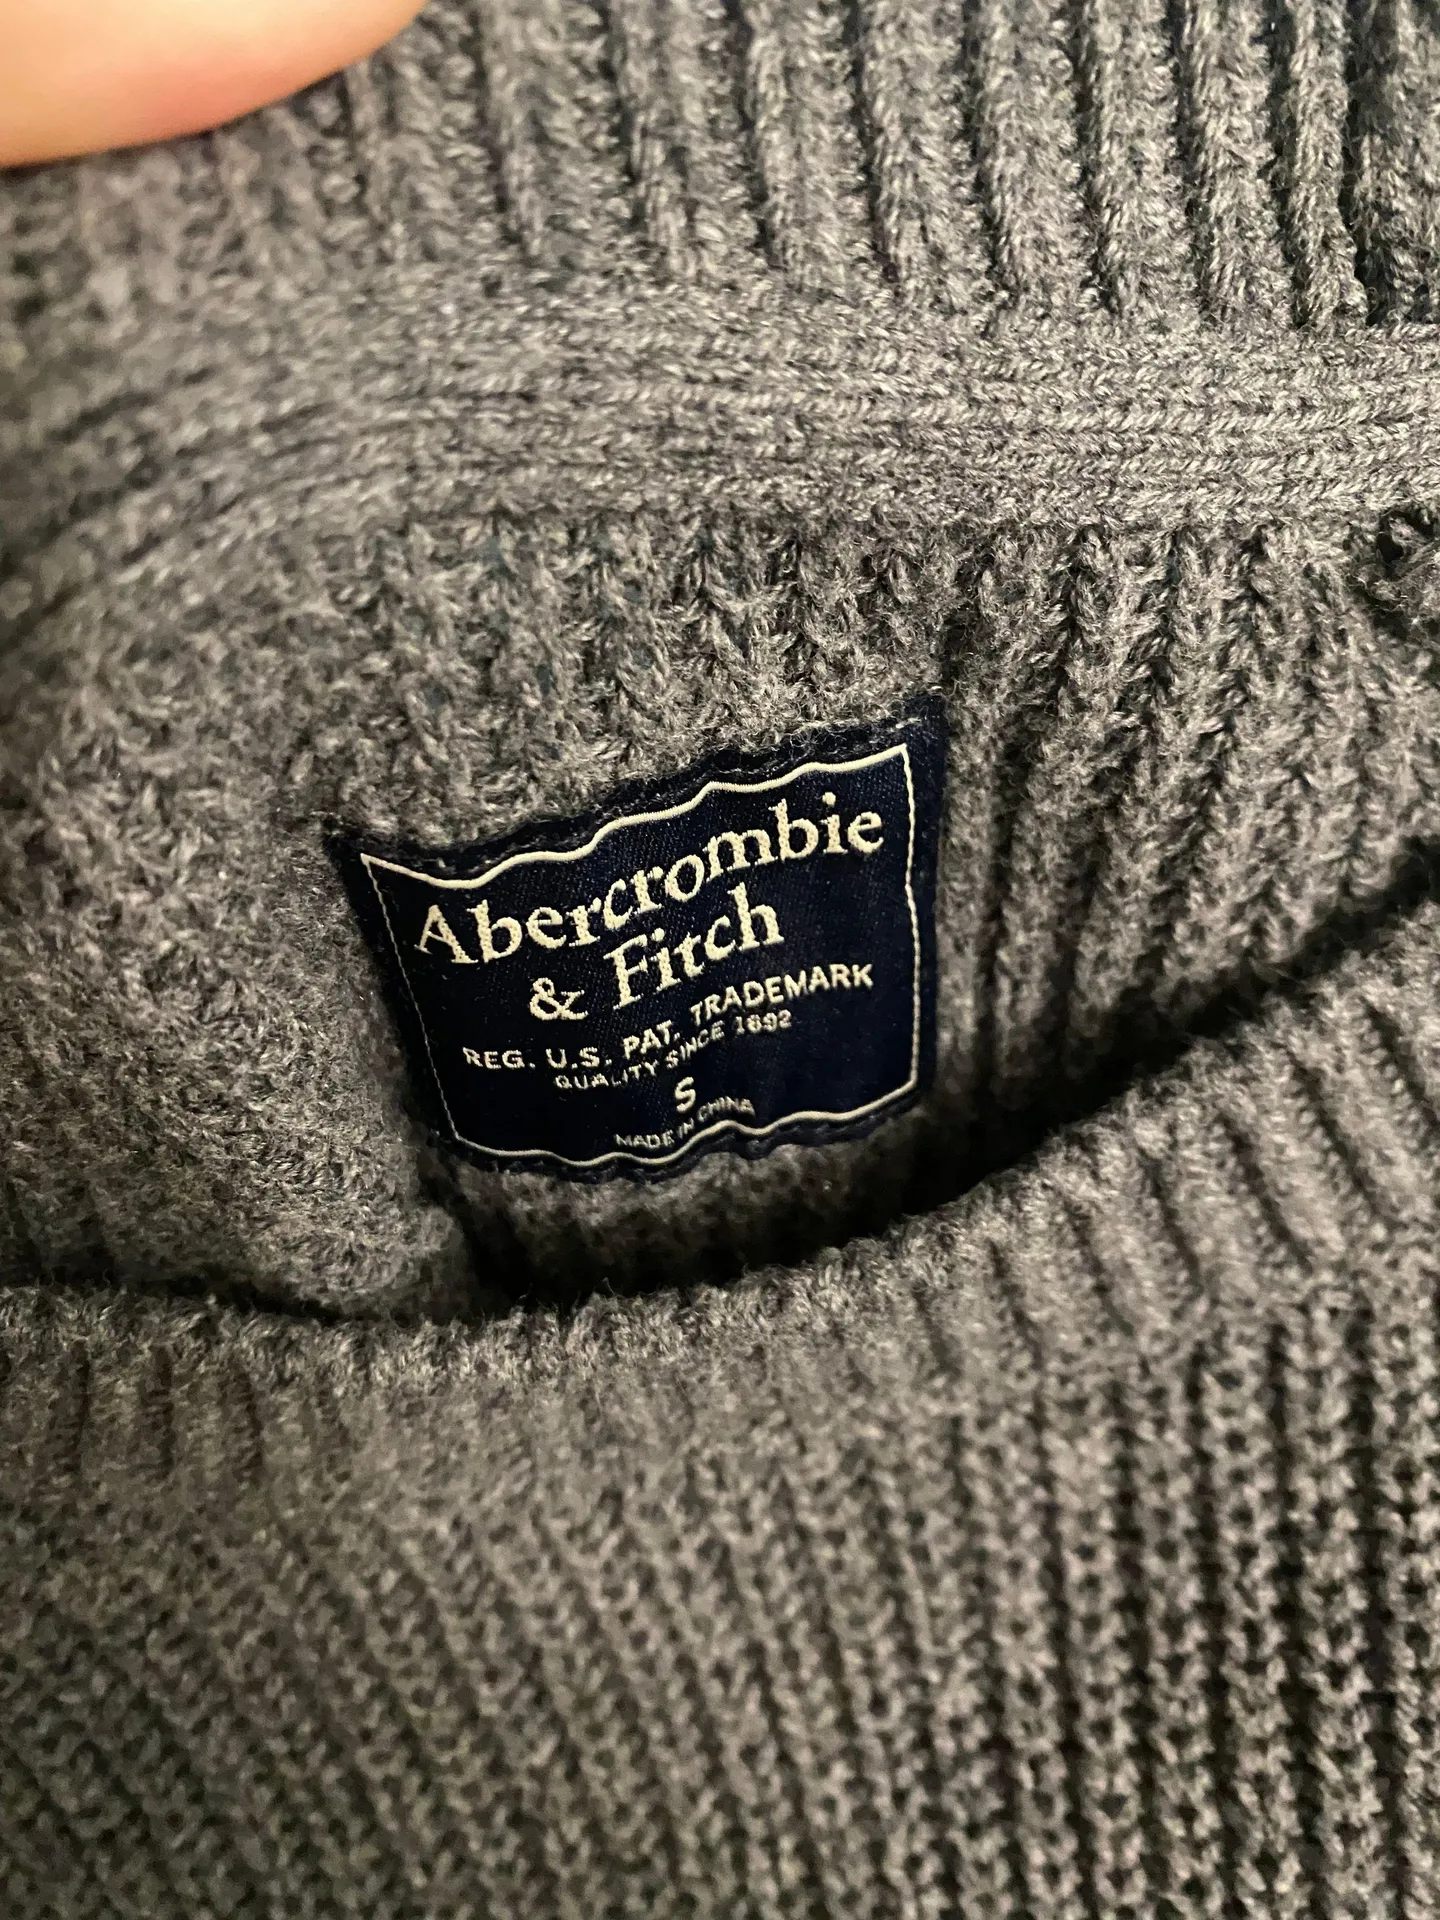 Abercrombie
& Fitch
REG. U.S. PAT. TRADEMARK
QUALITY SINCE 1892
S
MADE IN CHINA